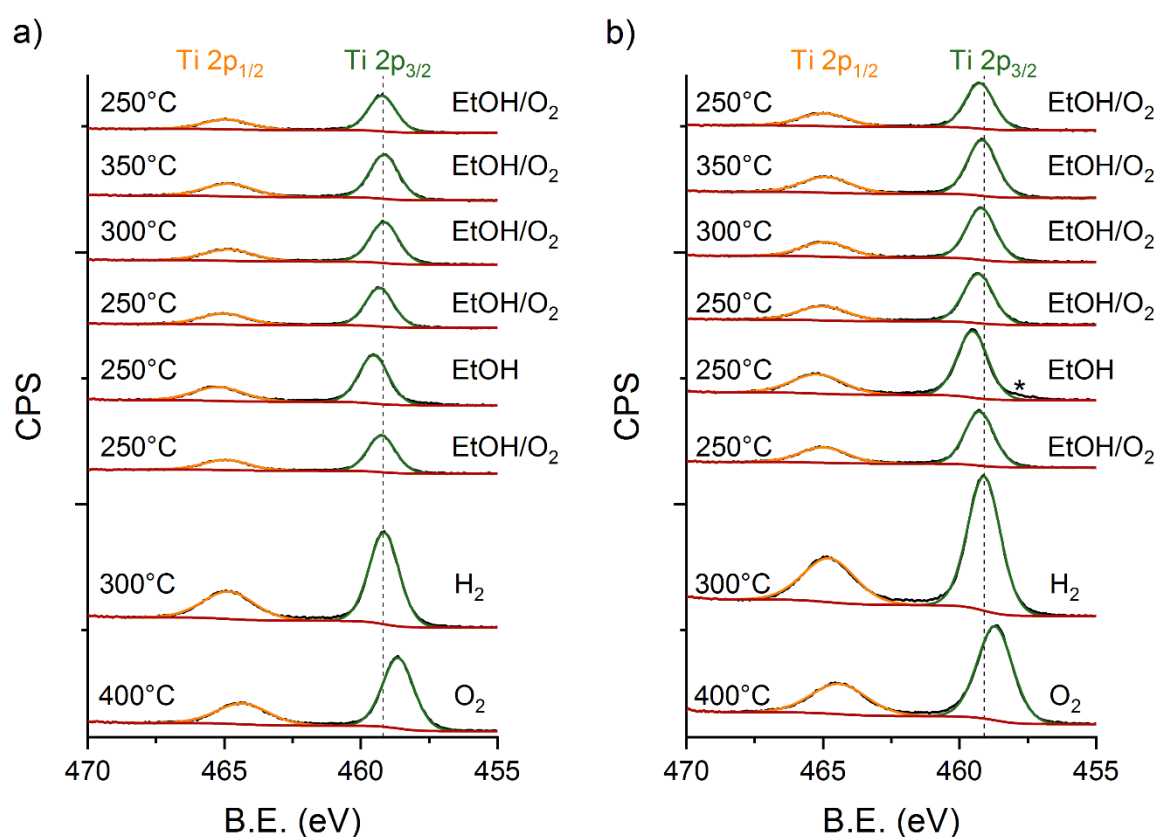 a)
Ti 2p1/2 Ti 2p3/2
250°C EtOH/O2
350°C EtOH/O2
300°C EtOH/O2
250°C EtOH/O2
250°C EtOH
250°C EtOH/O2
300°C H2
400°C O2
CPS
470 465 460 455
B.E. (eV)
b)
Ti 2p1/2 Ti 2p3/2
250°C EtOH/O2
350°C EtOH/O2
300°C EtOH/O2
250°C EtOH/O2
250°C * EtOH
250°C EtOH/O2
300°C H2
400°C O2
CPS
470 465 460 455
B.E. (eV)